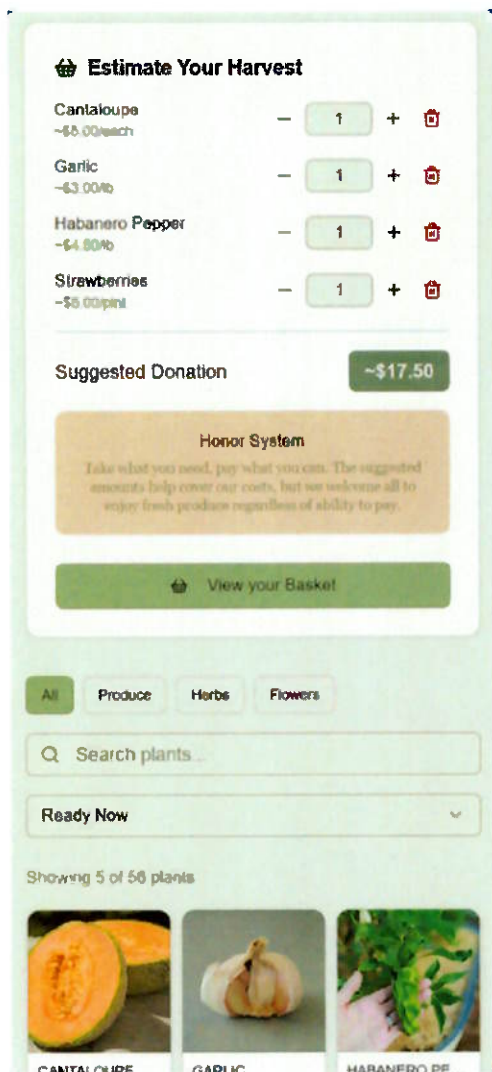 Estimate Your Harvest
Cantaloupe
~$5.00/each
Garlic
~$3.00/lb
Habanero Pepper
~$4.50/lb
Strawberries
~$5.00/pint
1
1
1
1
Suggested Donation
~$17.50
Honor System
Take what you need, pay what you can. The suggested
amounts help cover our costs, but we welcome all to
enjoy fresh produce regardless of ability to pay.
View your Basket
All
Produce
Herbs
Flowers
Search plants...
Ready Now
Showing 5 of 56 plants
CANTALOUPE
GARLIC
HABANERO PE